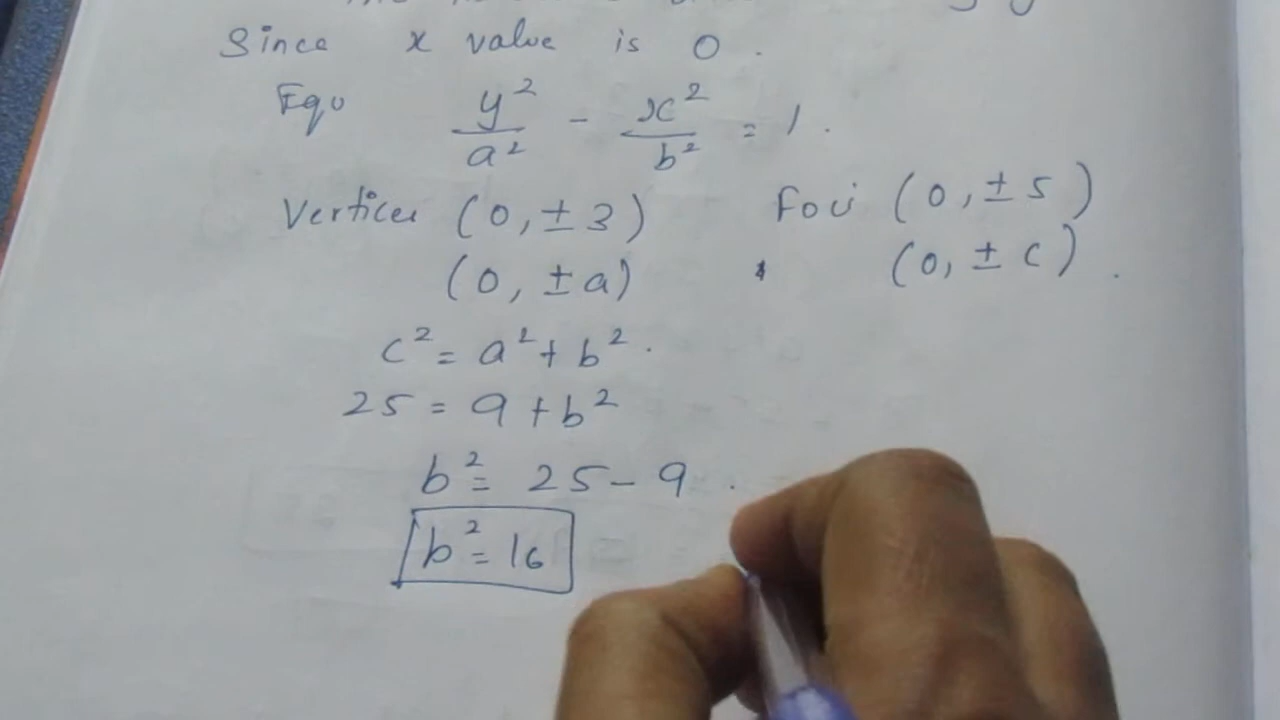 Since x value is 0.
Equ y²/a² - x²/b² = 1.
Vertices (0, ±3) Foci (0, ±5)
(0, ±a) (0, ±c).
c² = a² + b².
25 = 9 + b²
b² = 25 - 9.
b² = 16